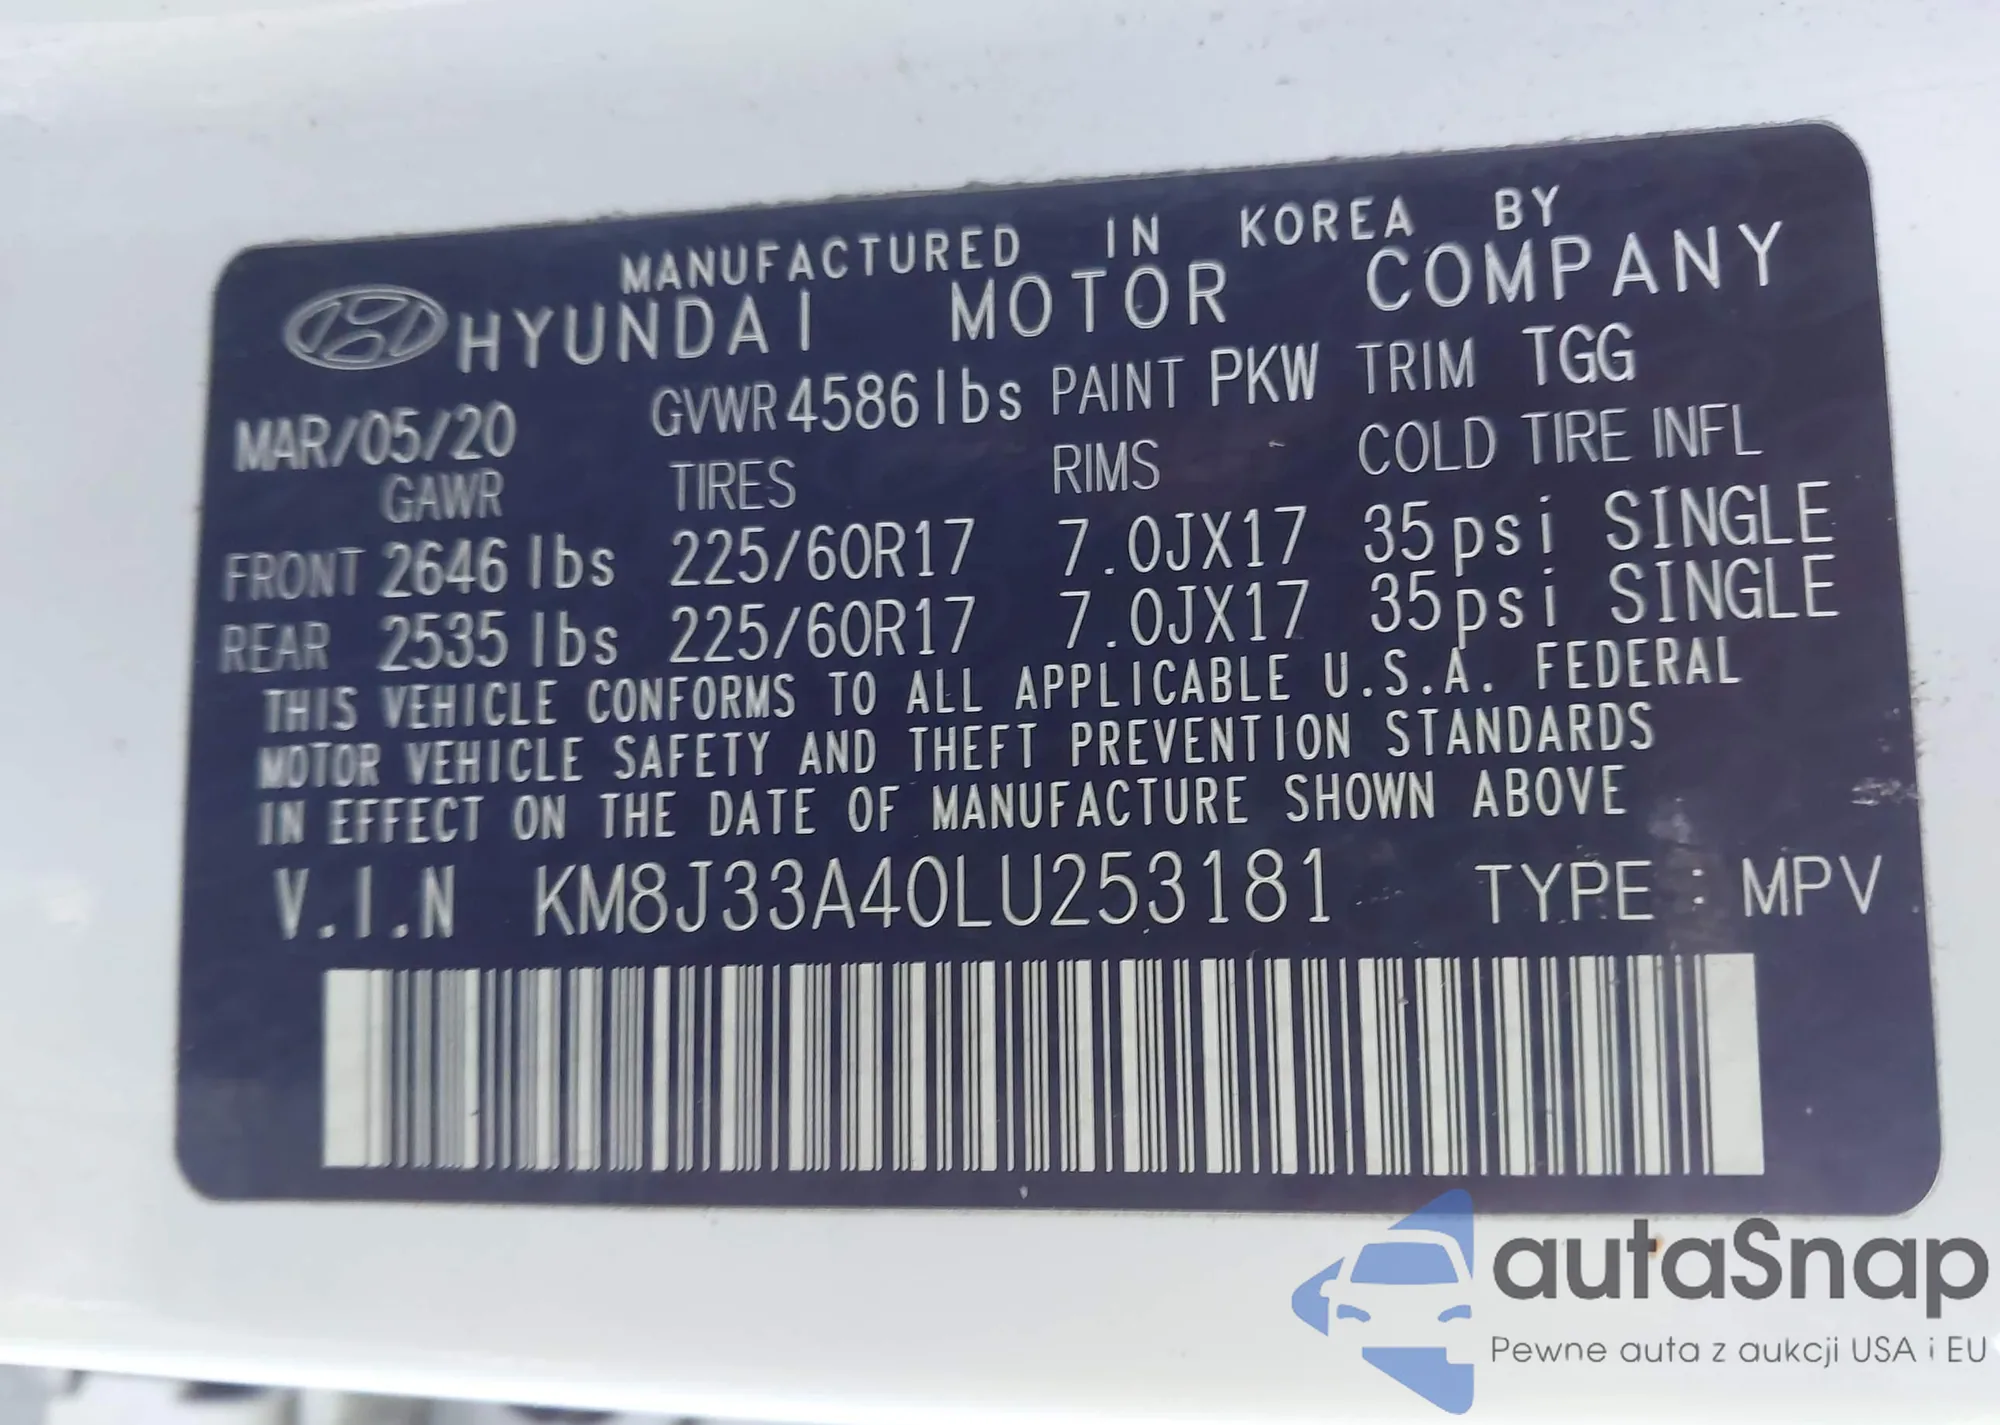 MANUFACTURED IN KOREA BY
HYUNDAI MOTOR COMPANY
MAR/05/20 GVWR 4586 lbs PAINT PKW TRIM TGG
GAWR TIRES RIMS COLD TIRE INFL
FRONT 2646 lbs 225/60R17 7.0JX17 35psi SINGLE
REAR 2535 lbs 225/60R17 7.0JX17 35psi SINGLE
THIS VEHICLE CONFORMS TO ALL APPLICABLE U.S.A. FEDERAL
MOTOR VEHICLE SAFETY AND THEFT PREVENTION STANDARDS
IN EFFECT ON THE DATE OF MANUFACTURE SHOWN ABOVE
V.I.N KM8J33A40LU253181 TYPE : MPV
autaSnap
Pewne auta z aukcji USA i EU